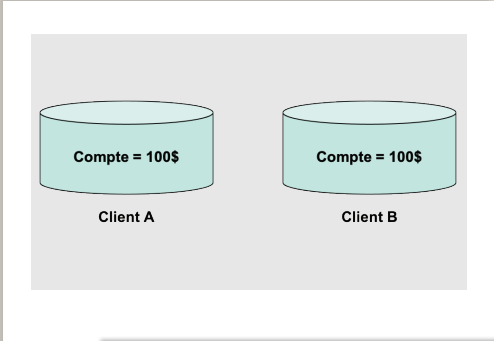 Compte = 100$
Compte = 100$
Client A
Client B